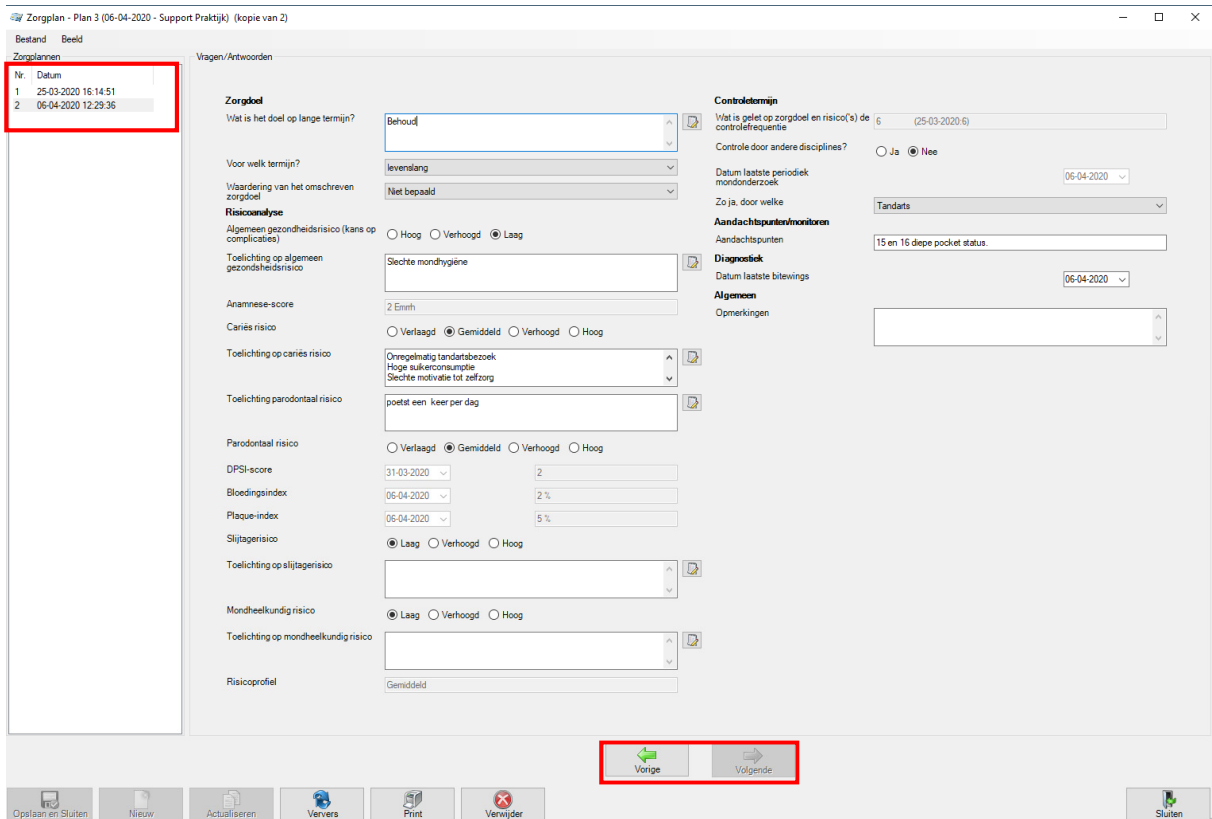 Zorgplan - Plan 3 (06-04-2020 - Support Praktijk) (kopie van 2)
Bestand Beeld
Zorgplannen
Nr. Datum
1 25-03-2020 16:14:51
2 06-04-2020 12:29:36
Vragen/Antwoorden
Zorgdoel
Wat is het doel op lange termijn?
Behoud
Voor welk termijn?
levenslang
Waardering van het omschreven
zorgdoel
Niet bepaald
Risicoanalyse
Algemeen gezondheidsrisico (kans op
complicaties)
Hoog Verhoogd Laag
Toelichting op algemeen
gezondsheidsrisico
Slechte mondhygiëne
Anamnese-score
2 Emrrh
Cariës risico
Verlaagd Gemiddeld Verhoogd Hoog
Toelichting op cariës risico
Onregelmatig tandartsbezoek
Hoge suikerconsumptie
Slechte motivatie tot zelfzorg
Toelichting parodontaal risico
poetst een keer per dag
Parodontaal risico
Verlaagd Gemiddeld Verhoogd Hoog
DPSI-score
31-03-2020 2
Bloedingsindex
06-04-2020 2 %
Plaque-index
06-04-2020 5 %
Slijtagerisico
Laag Verhoogd Hoog
Toelichting op slijtagerisico
Mondheelkundig risico
Laag Verhoogd Hoog
Toelichting op mondheelkundig risico
Risicoprofiel
Gemiddeld
Controletermijn
Wat is gelet op zorgdoel en risico('s) de
controlefrequentie
6 (25-03-2020:6)
Controle door andere disciplines?
Ja Nee
Datum laatste periodiek
mondonderzoek
06-04-2020
Zo ja, door welke
Tandarts
Aandachtspunten/monitoren
Aandachtspunten
15 en 16 diepe pocket status.
Diagnostiek
Datum laatste bitewings
06-04-2020
Algemeen
Opmerkingen
Vorige
Volgende
Opslaan en Sluiten
Nieuw
Actualiseren
Ververs
Print
Verwijder
Sluiten